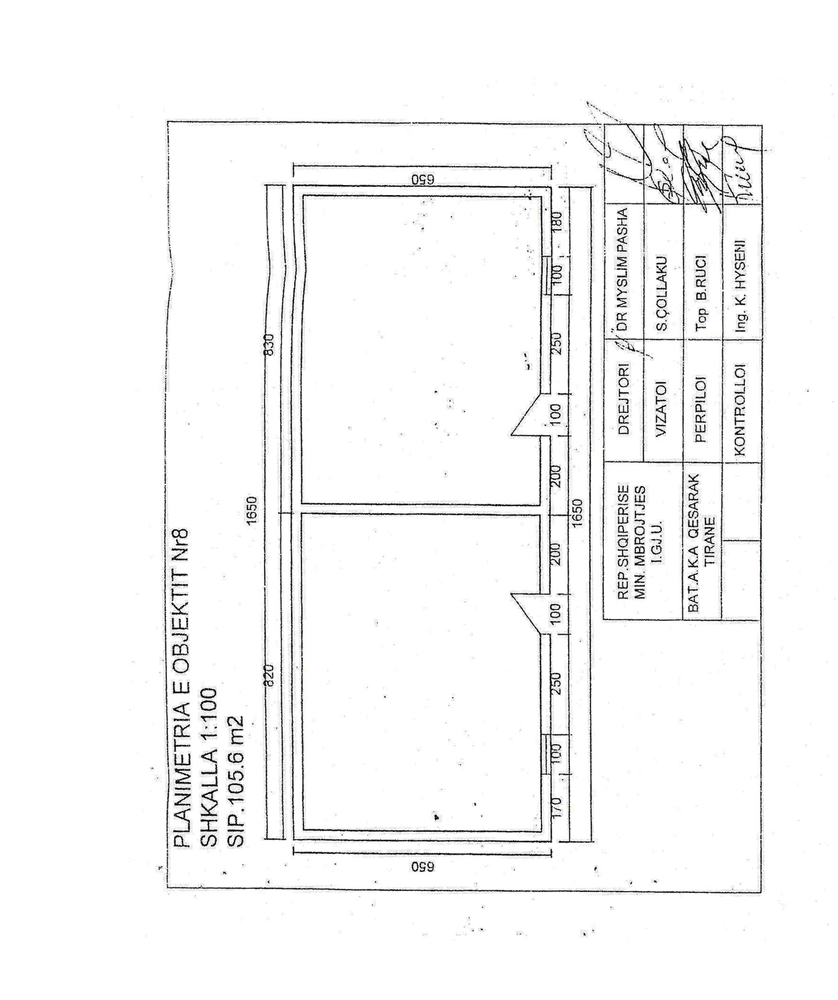 PLANIMETRIA E OBJEKTIT Nr8
SHKALLA 1:100
SIP.105.6 m2
1650
820
830
650
650
170
100
250
100
200
200
100
250
100
180
1650
REP.SHQIPERISE
MIN. MBROJTJES
I.GJ.U.
BAT.A.K.A QESARAK
TIRANE
DREJTORI
DR MYSLIM PASHA
VIZATOI
S.ÇOLLAKU
PERPILOI
Top B.RUCI
KONTROLLOI
Ing. K. HYSENI